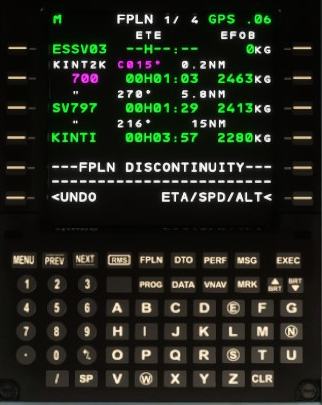 M FPLN 1/ 4 GPS .06
ETE EFOB
ESSV03 --H--:-- 0KG
KINT2K C015° 0.2NM
700 00H01:03 2463KG
" 270° 5.8NM
SV797 00H01:29 2413KG
" 216° 15NM
KINTI 00H03:57 2280KG
---FPLN DISCONTINUITY---
------------------------
<UNDO ETA/SPD/ALT<
MENU PREV NEXT RMS FPLN DTO PERF MSG EXEC
1 2 3 PROG DATA VNAV MRK BRT BRT
4 5 6 A B C D E F G
7 8 9 H I J K L M N
· 0 +/- O P Q R S T U
/ SP V W X Y Z CLR